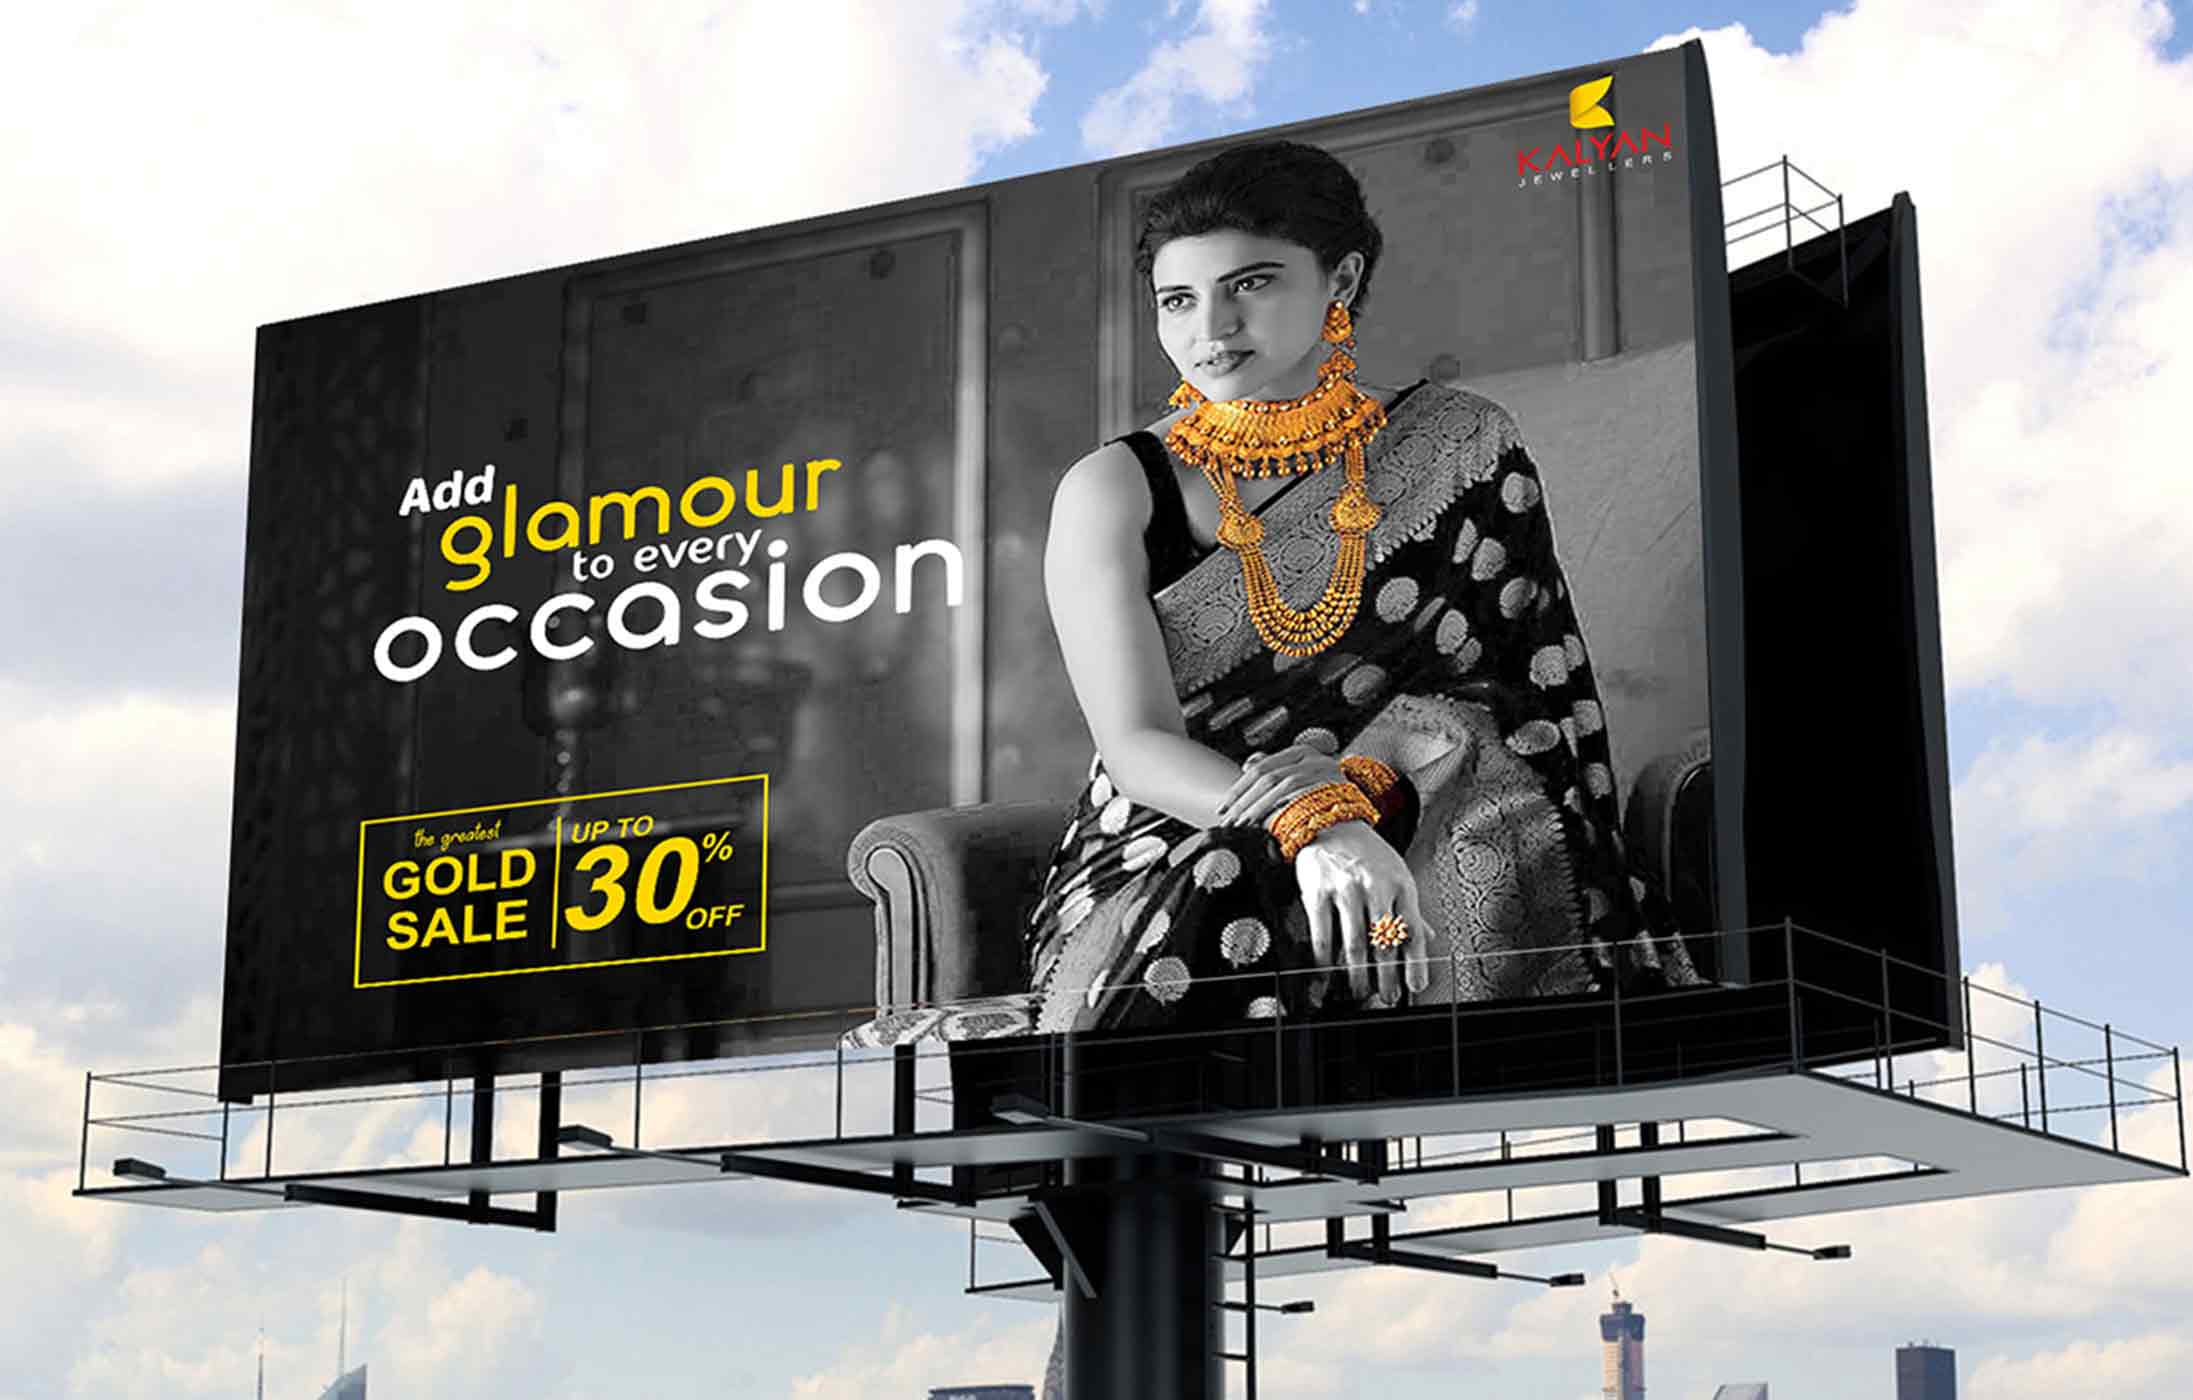 KALYAN
JEWELLERS
Add
glamour
to every
occasion
the greatest
GOLD
SALE
UP TO
30%
OFF